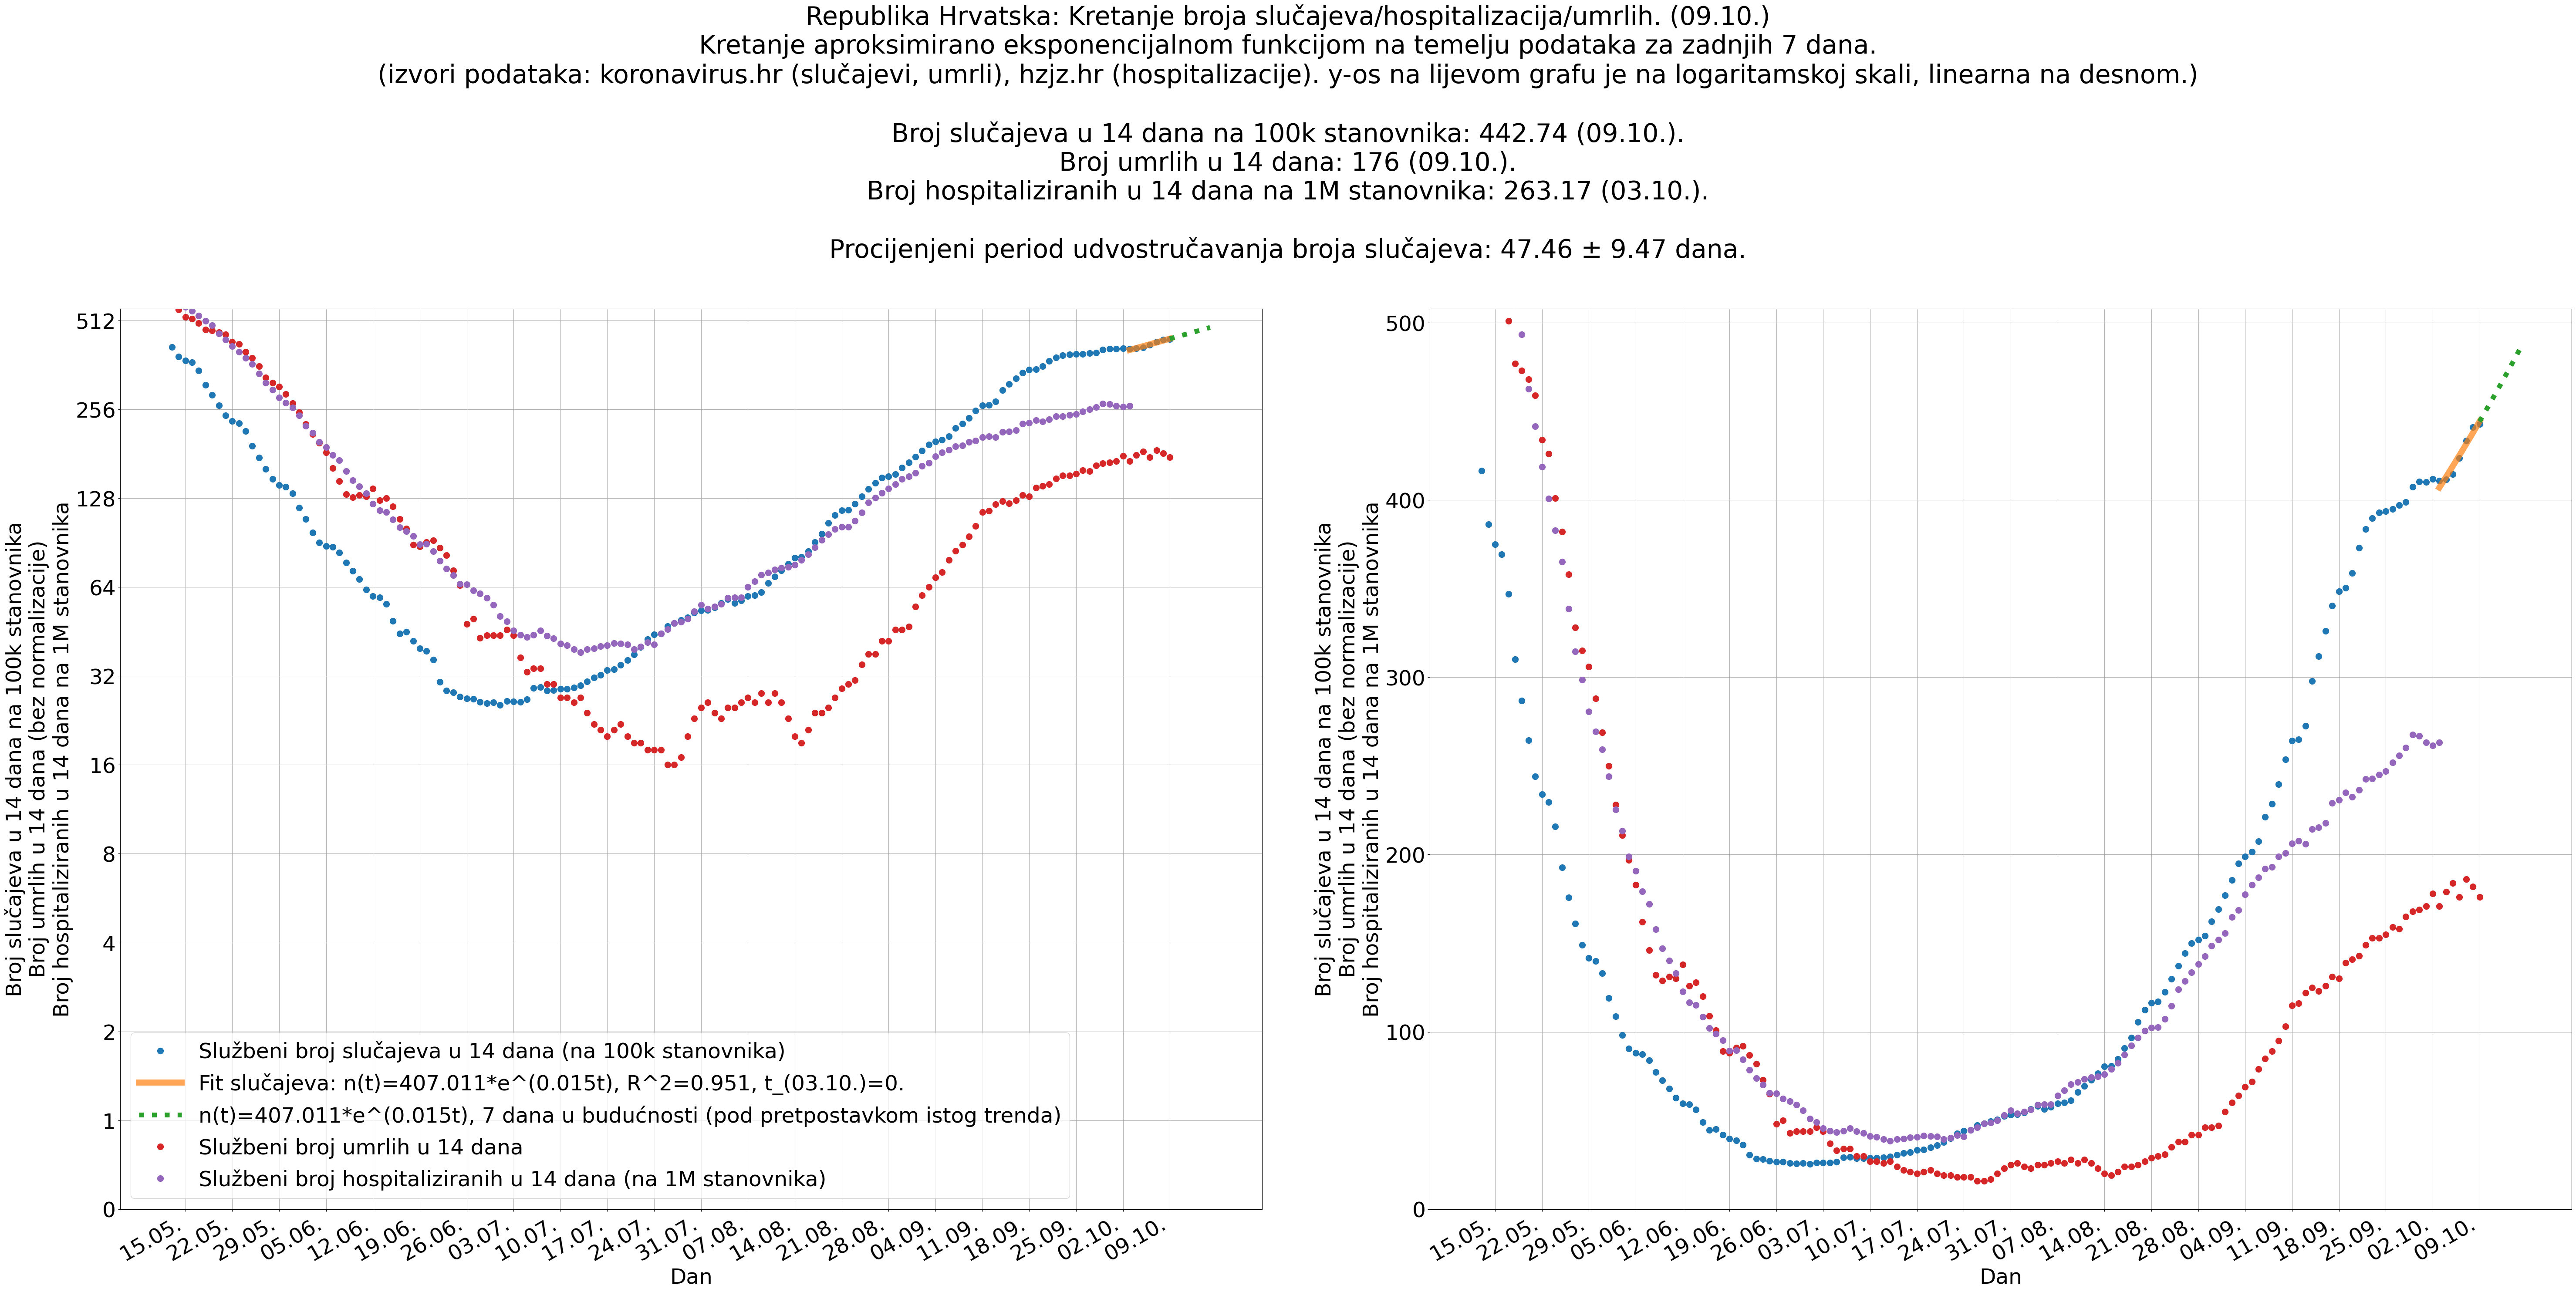 Republika Hrvatska: Kretanje broja slučajeva/hospitalizacija/umrlih. (09.10.)
Kretanje aproksimirano eksponencijalnom funkcijom na temelju podataka za zadnjih 7 dana.
(izvori podataka: koronavirus.hr (slučajevi, umrli), hzjz.hr (hospitalizacije). y-os na lijevom grafu je na logaritamskoj skali, linearna na desnom.)
Broj slučajeva u 14 dana na 100k stanovnika: 442.74 (09.10.).
Broj umrlih u 14 dana: 176 (09.10.).
Broj hospitaliziranih u 14 dana na 1M stanovnika: 263.17 (03.10.).
Procijenjeni period udvostručavanja broja slučajeva: 47.46 ± 9.47 dana.
Broj slučajeva u 14 dana na 100k stanovnika
Broj umrlih u 14 dana (bez normalizacije)
Broj hospitaliziranih u 14 dana na 1M stanovnika
512
256
128
64
32
16
8
4
2
1
0
Službeni broj slučajeva u 14 dana (na 100k stanovnika)
Fit slučajeva: n(t)=407.011*e^(0.015t), R^2=0.951, t_(03.10.)=0.
n(t)=407.011*e^(0.015t), 7 dana u budućnosti (pod pretpostavkom istog trenda)
Službeni broj umrlih u 14 dana
Službeni broj hospitaliziranih u 14 dana (na 1M stanovnika)
15.05. 22.05. 29.05. 05.06. 12.06. 19.06. 26.06. 03.07. 10.07. 17.07. 24.07. 31.07. 07.08. 14.08. 21.08. 28.08. 04.09. 11.09. 18.09. 25.09. 02.10. 09.10.
Dan
Broj slučajeva u 14 dana na 100k stanovnika
Broj umrlih u 14 dana (bez normalizacije)
Broj hospitaliziranih u 14 dana na 1M stanovnika
500
400
300
200
100
0
15.05. 22.05. 29.05. 05.06. 12.06. 19.06. 26.06. 03.07. 10.07. 17.07. 24.07. 31.07. 07.08. 14.08. 21.08. 28.08. 04.09. 11.09. 18.09. 25.09. 02.10. 09.10.
Dan